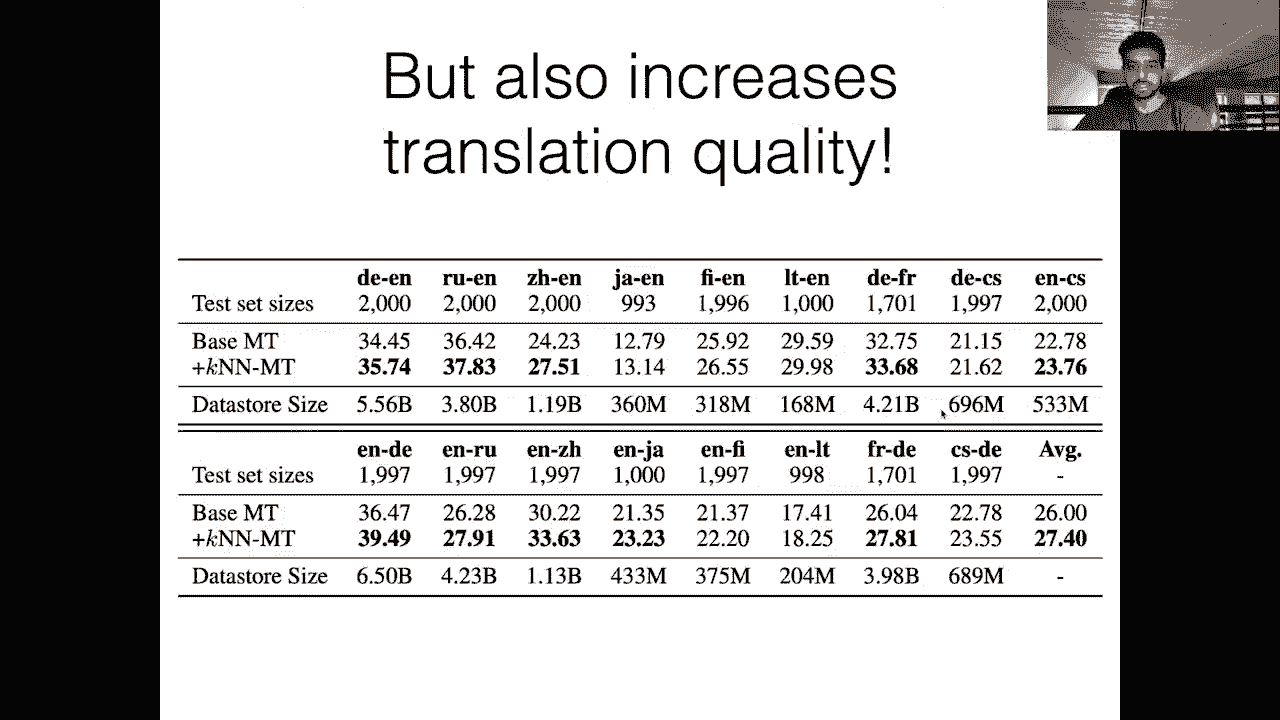 But also increases
translation quality!
de-en ru-en zh-en ja-en fi-en lt-en de-fr de-cs en-cs
Test set sizes 2,000 2,000 2,000 993 1,996 1,000 1,701 1,997 2,000
Base MT 34.45 36.42 24.23 12.79 25.92 29.59 32.75 21.15 22.78
+kNN-MT 35.74 37.83 27.51 13.14 26.55 29.98 33.68 21.62 23.76
Datastore Size 5.56B 3.80B 1.19B 360M 318M 168M 4.21B 696M 533M
en-de en-ru en-zh en-ja en-fi en-lt fr-de cs-de Avg.
Test set sizes 1,997 1,997 1,997 1,000 1,997 998 1,701 1,997 -
Base MT 36.47 26.28 30.22 21.35 21.37 17.41 26.04 22.78 26.00
+kNN-MT 39.49 27.91 33.63 23.23 22.20 18.25 27.81 23.55 27.40
Datastore Size 6.50B 4.23B 1.13B 433M 375M 204M 3.98B 689M -